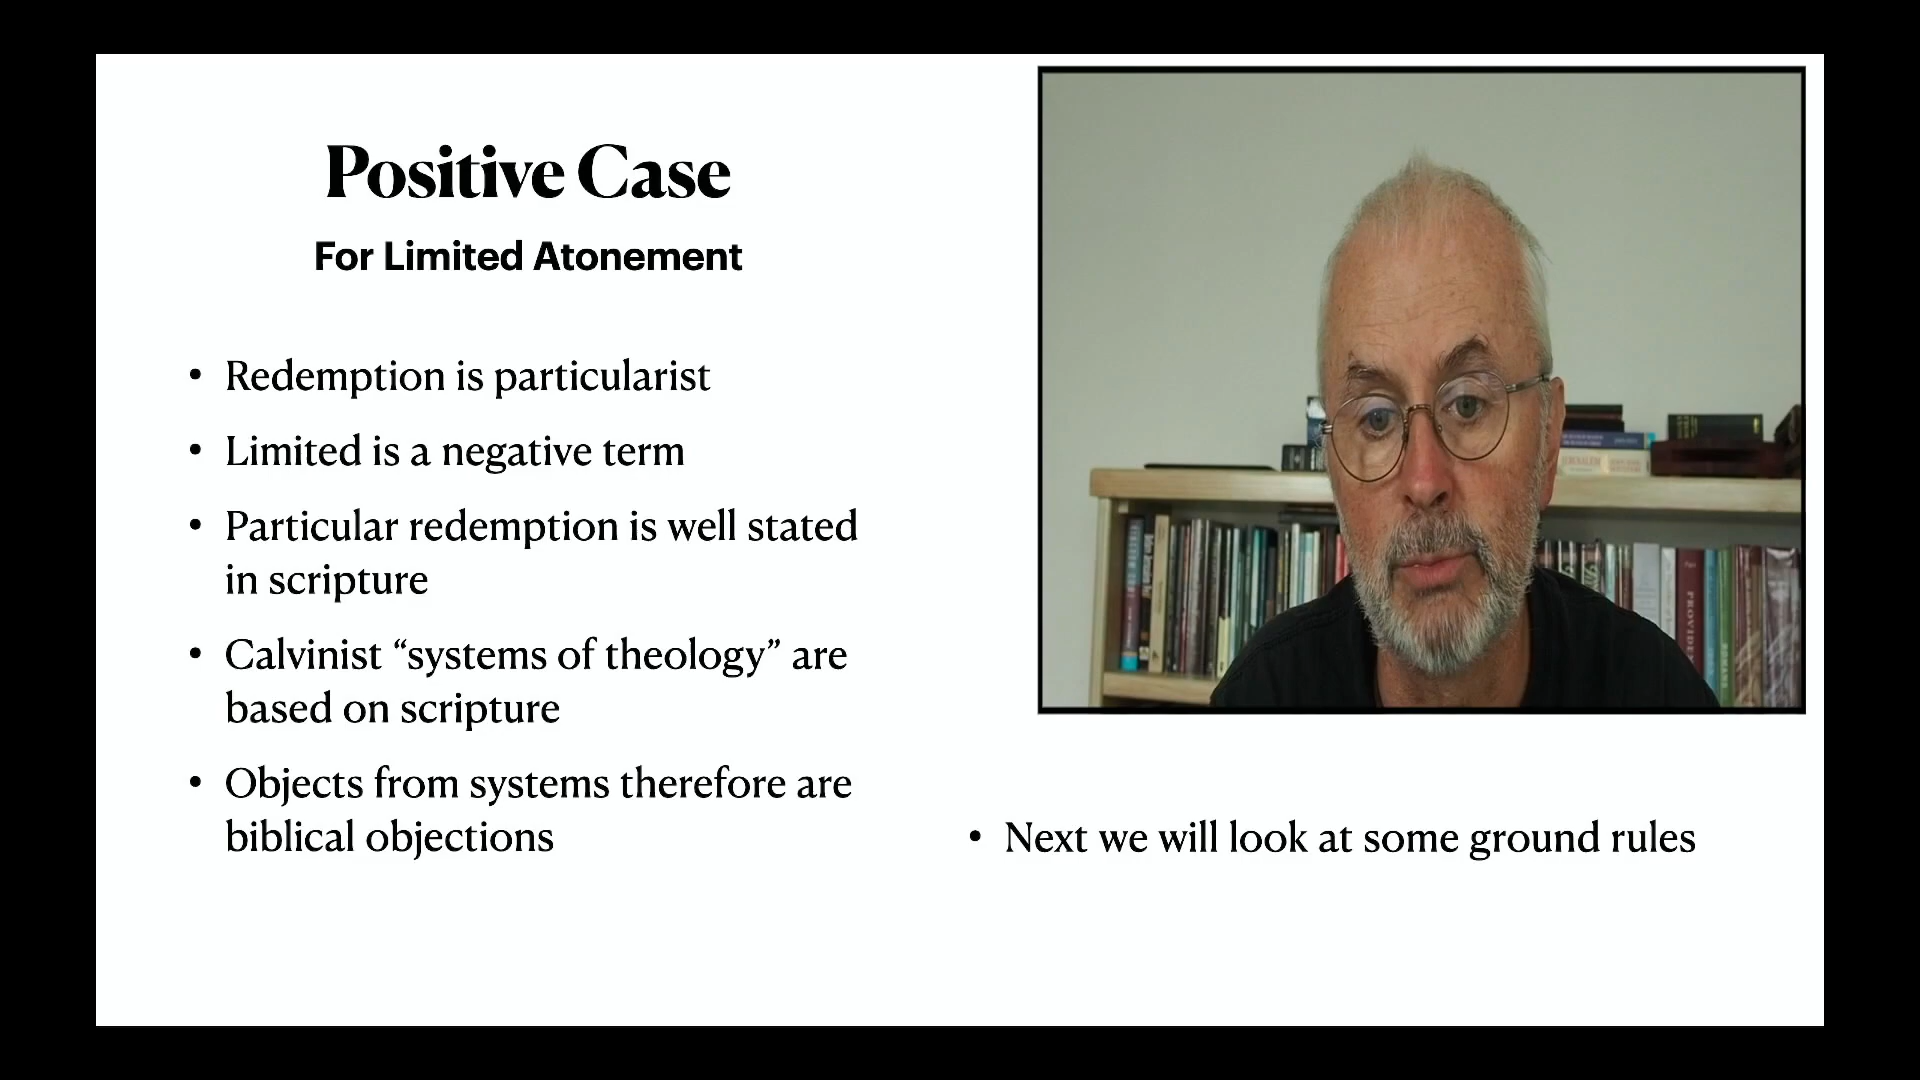 Positive Case
For Limited Atonement
• Redemption is particularist
• Limited is a negative term
• Particular redemption is well stated
in scripture
• Calvinist “systems of theology” are
based on scripture
• Objects from systems therefore are
biblical objections
• Next we will look at some ground rules
JERUSALEM